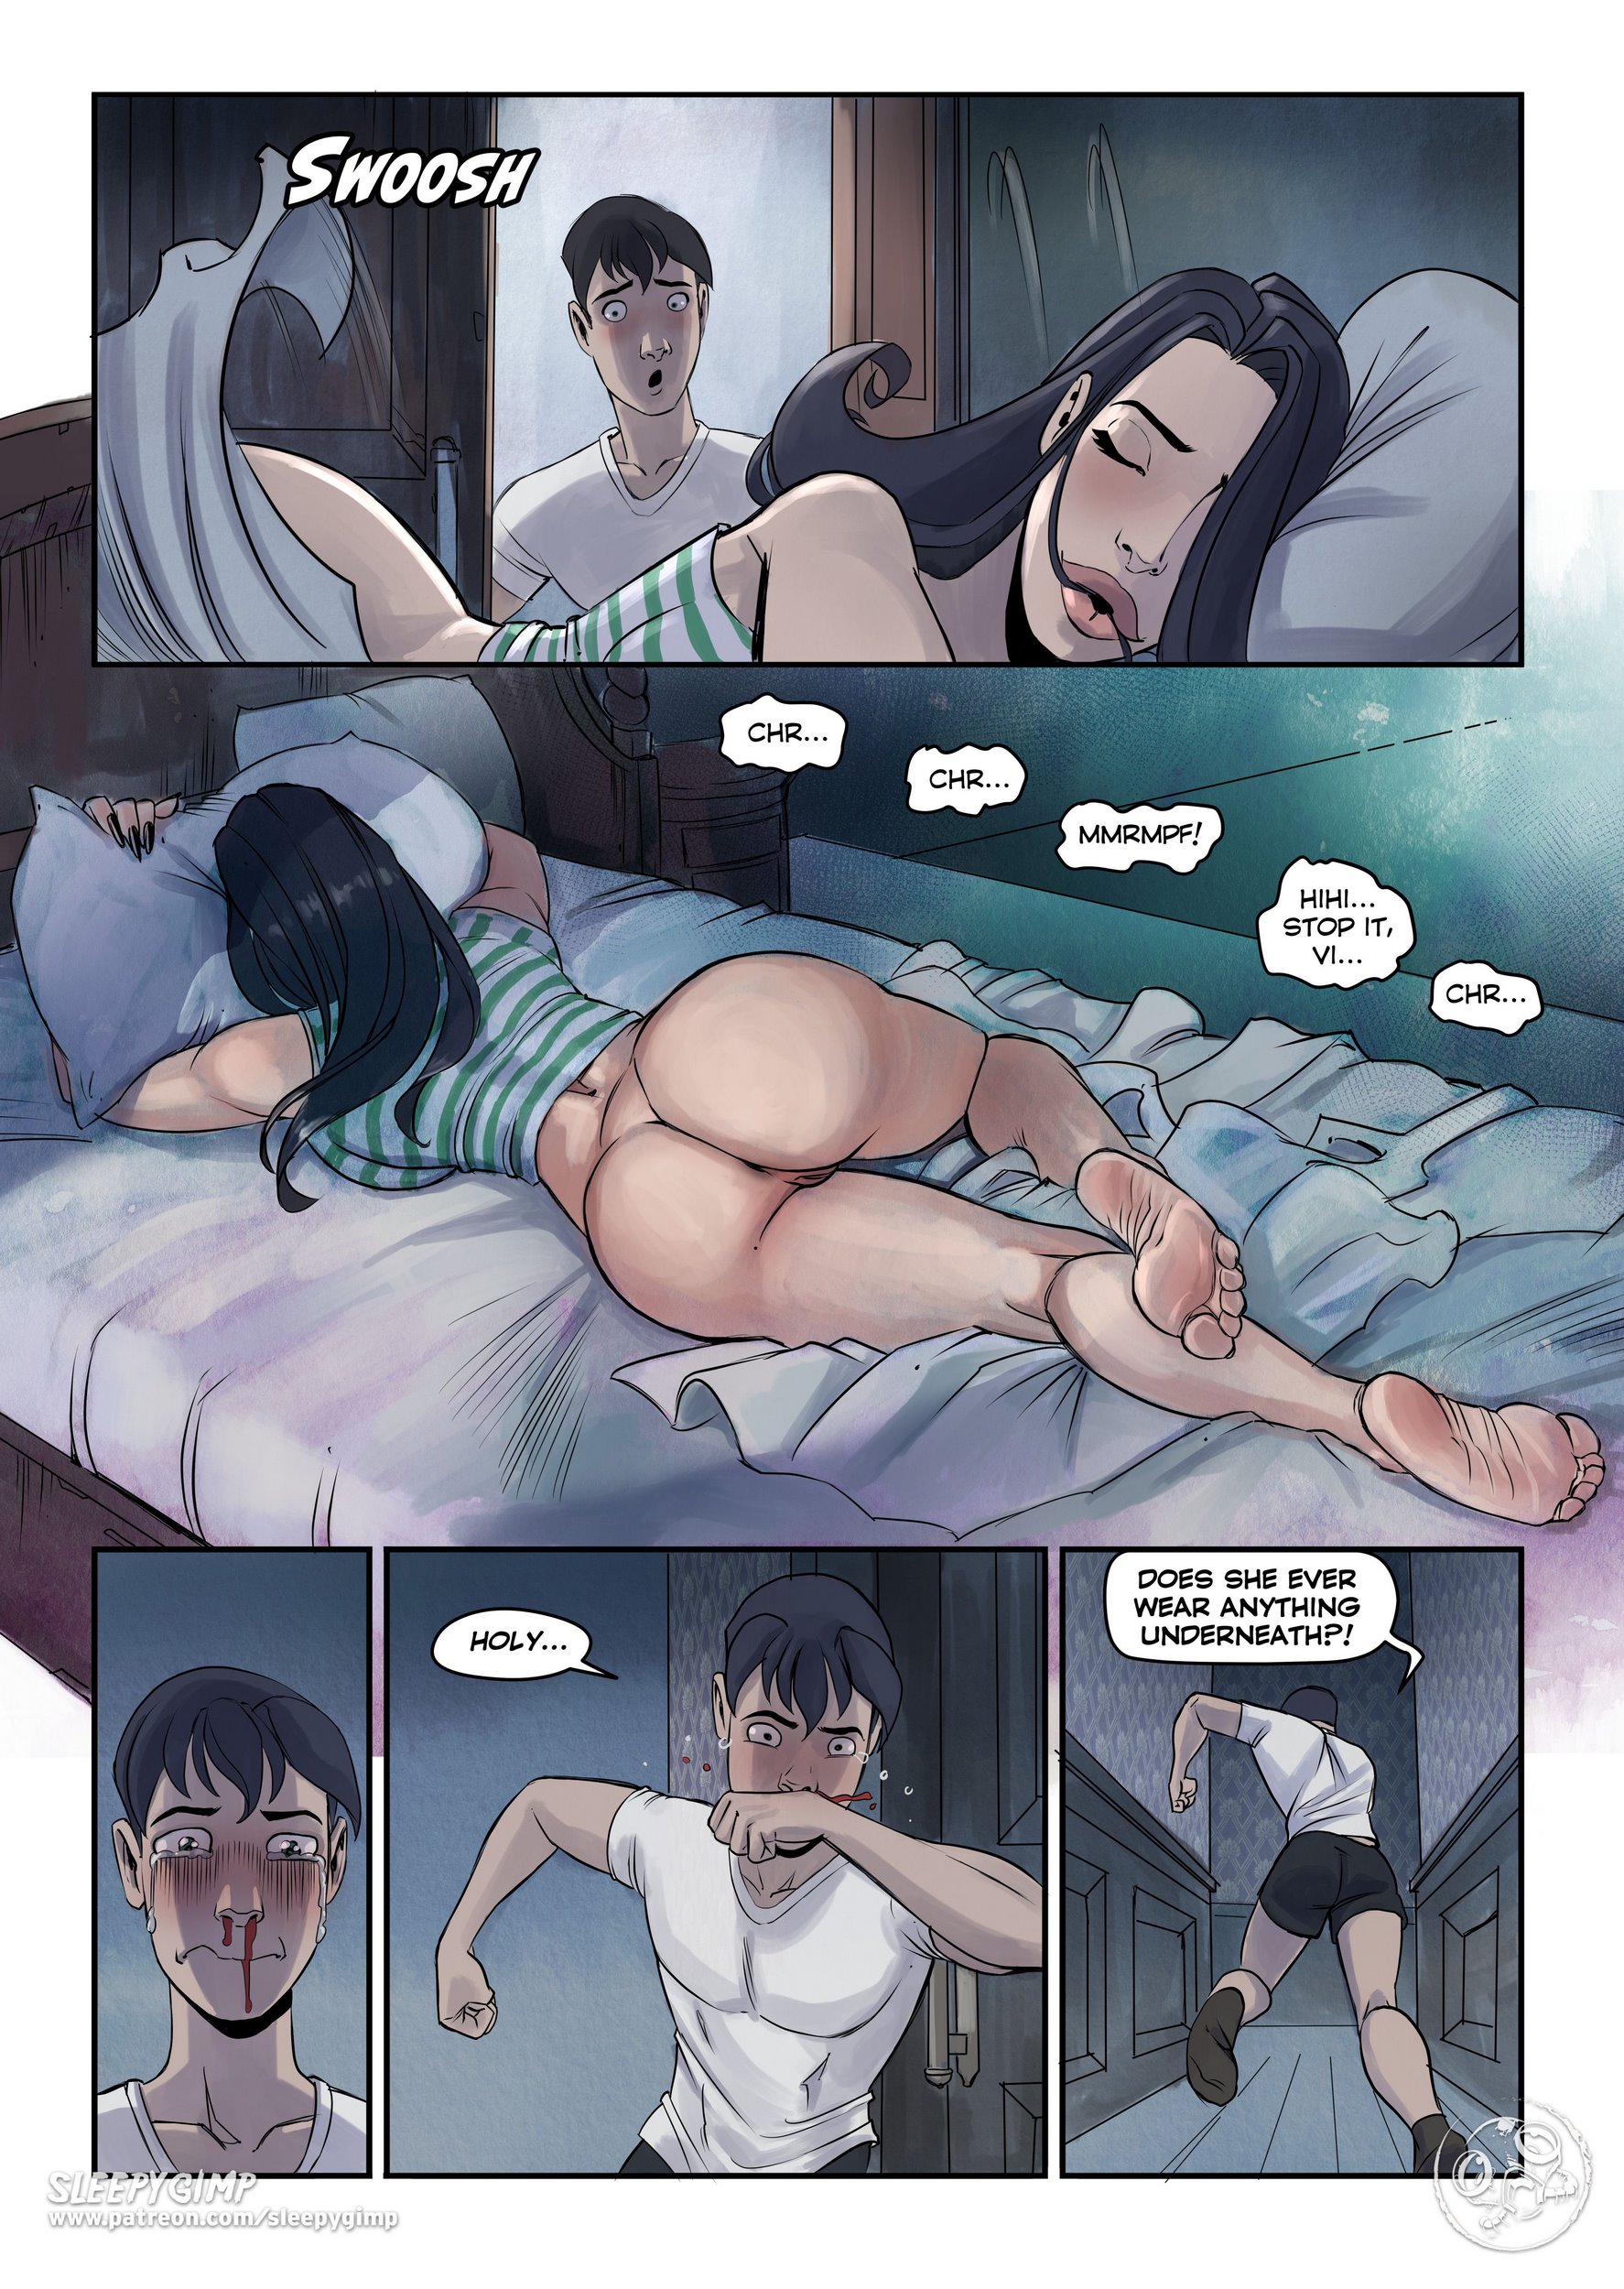 SWOOSH
CHR...
CHR...
MMRMPF!
HIHI...
STOP IT,
VI...
CHR...
HOLY...
DOES SHE EVER
WEAR ANYTHING
UNDERNEATH?!
SLEEPYGIMP
www.patreon.com/sleepygimp